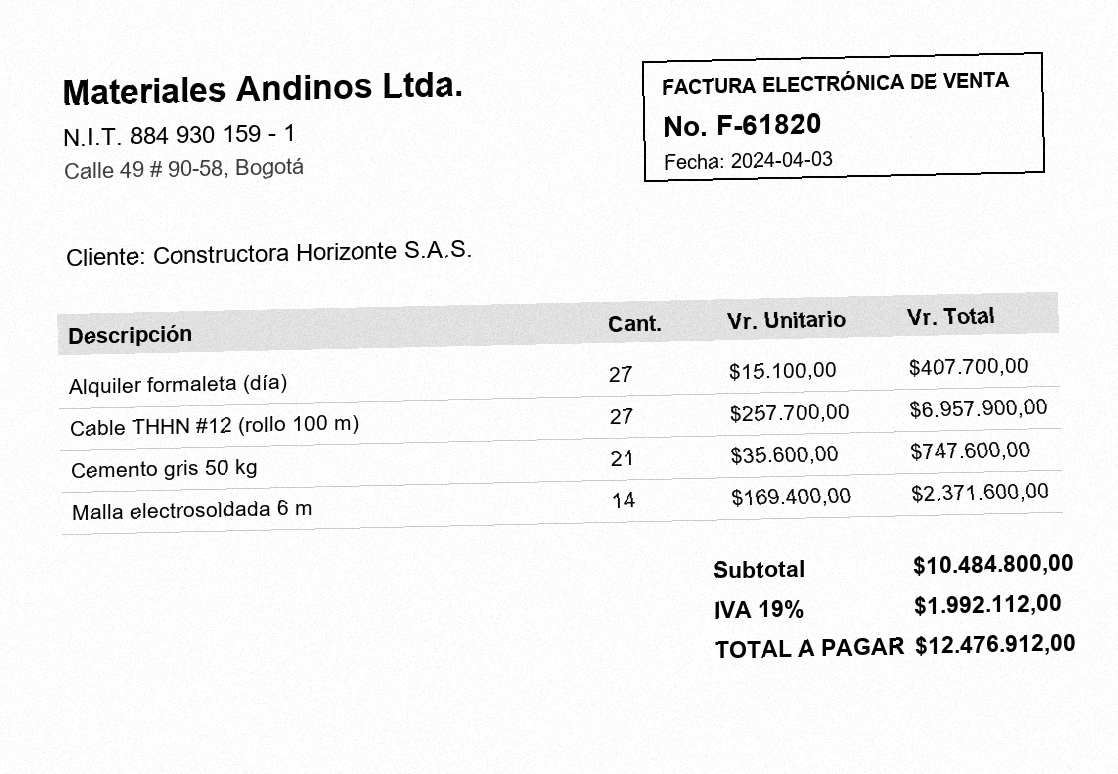 Materiales Andinos Ltda.
N.I.T. 884 930 159 - 1
Calle 49 # 90-58, Bogotá
FACTURA ELECTRÓNICA DE VENTA
No. F-61820
Fecha: 2024-04-03
Cliente: Constructora Horizonte S.A.S.
Descripción Cant. Vr. Unitario Vr. Total
Alquiler formaleta (día) 27 $15.100,00 $407.700,00
Cable THHN #12 (rollo 100 m) 27 $257.700,00 $6.957.900,00
Cemento gris 50 kg 21 $35.600,00 $747.600,00
Malla electrosoldada 6 m 14 $169.400,00 $2.371.600,00
Subtotal $10.484.800,00
IVA 19% $1.992.112,00
TOTAL A PAGAR $12.476.912,00